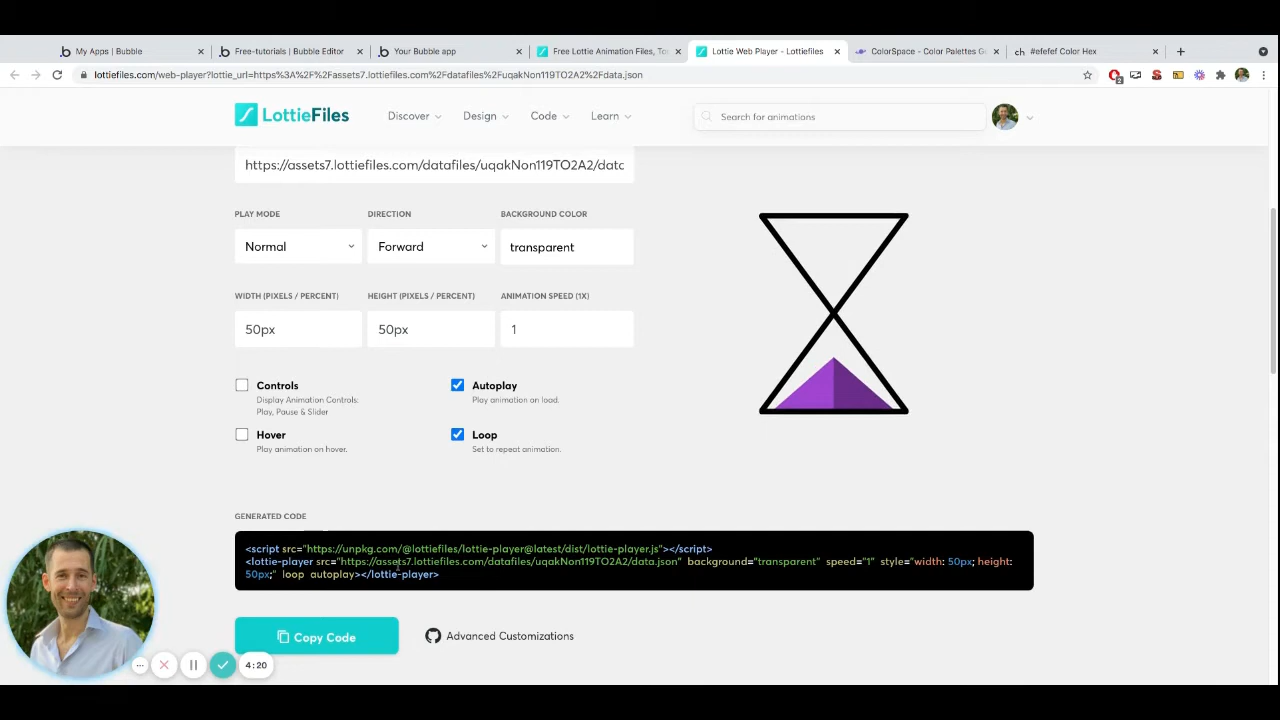 My Apps | Bubble
Free-tutorials | Bubble Editor
Your Bubble app
Free Lottie Animation Files, To
Lottie Web Player - Lottiefiles
ColorSpace - Color Palettes G
ch #efefef Color Hex
lottiefiles.com/web-player?lottie_url=https%3A%2F%2Fassets7.lottiefiles.com%2Fdatafiles%2FuqakNon119TO2A2%2Fdata.json
LottieFiles
Discover
Design
Code
Learn
Search for animations
https://assets7.lottiefiles.com/datafiles/uqakNon119TO2A2/datc
PLAY MODE
DIRECTION
BACKGROUND COLOR
Normal
Forward
transparent
WIDTH (PIXELS / PERCENT)
HEIGHT (PIXELS / PERCENT)
ANIMATION SPEED (1X)
50px
50px
1
Controls
Display Animation Controls:
Play, Pause & Slider
Autoplay
Play animation on load.
Hover
Play animation on hover.
Loop
Set to repeat animation.
GENERATED CODE
<script src="https://unpkg.com/@lottiefiles/lottie-player@latest/dist/lottie-player.js"></script>
<lottie-player src="https://assets7.lottiefiles.com/datafiles/uqakNon119TO2A2/data.json" background="transparent" speed="1" style="width: 50px; height:
50px;" loop autoplay></lottie-player>
Copy Code
Advanced Customizations
4:20